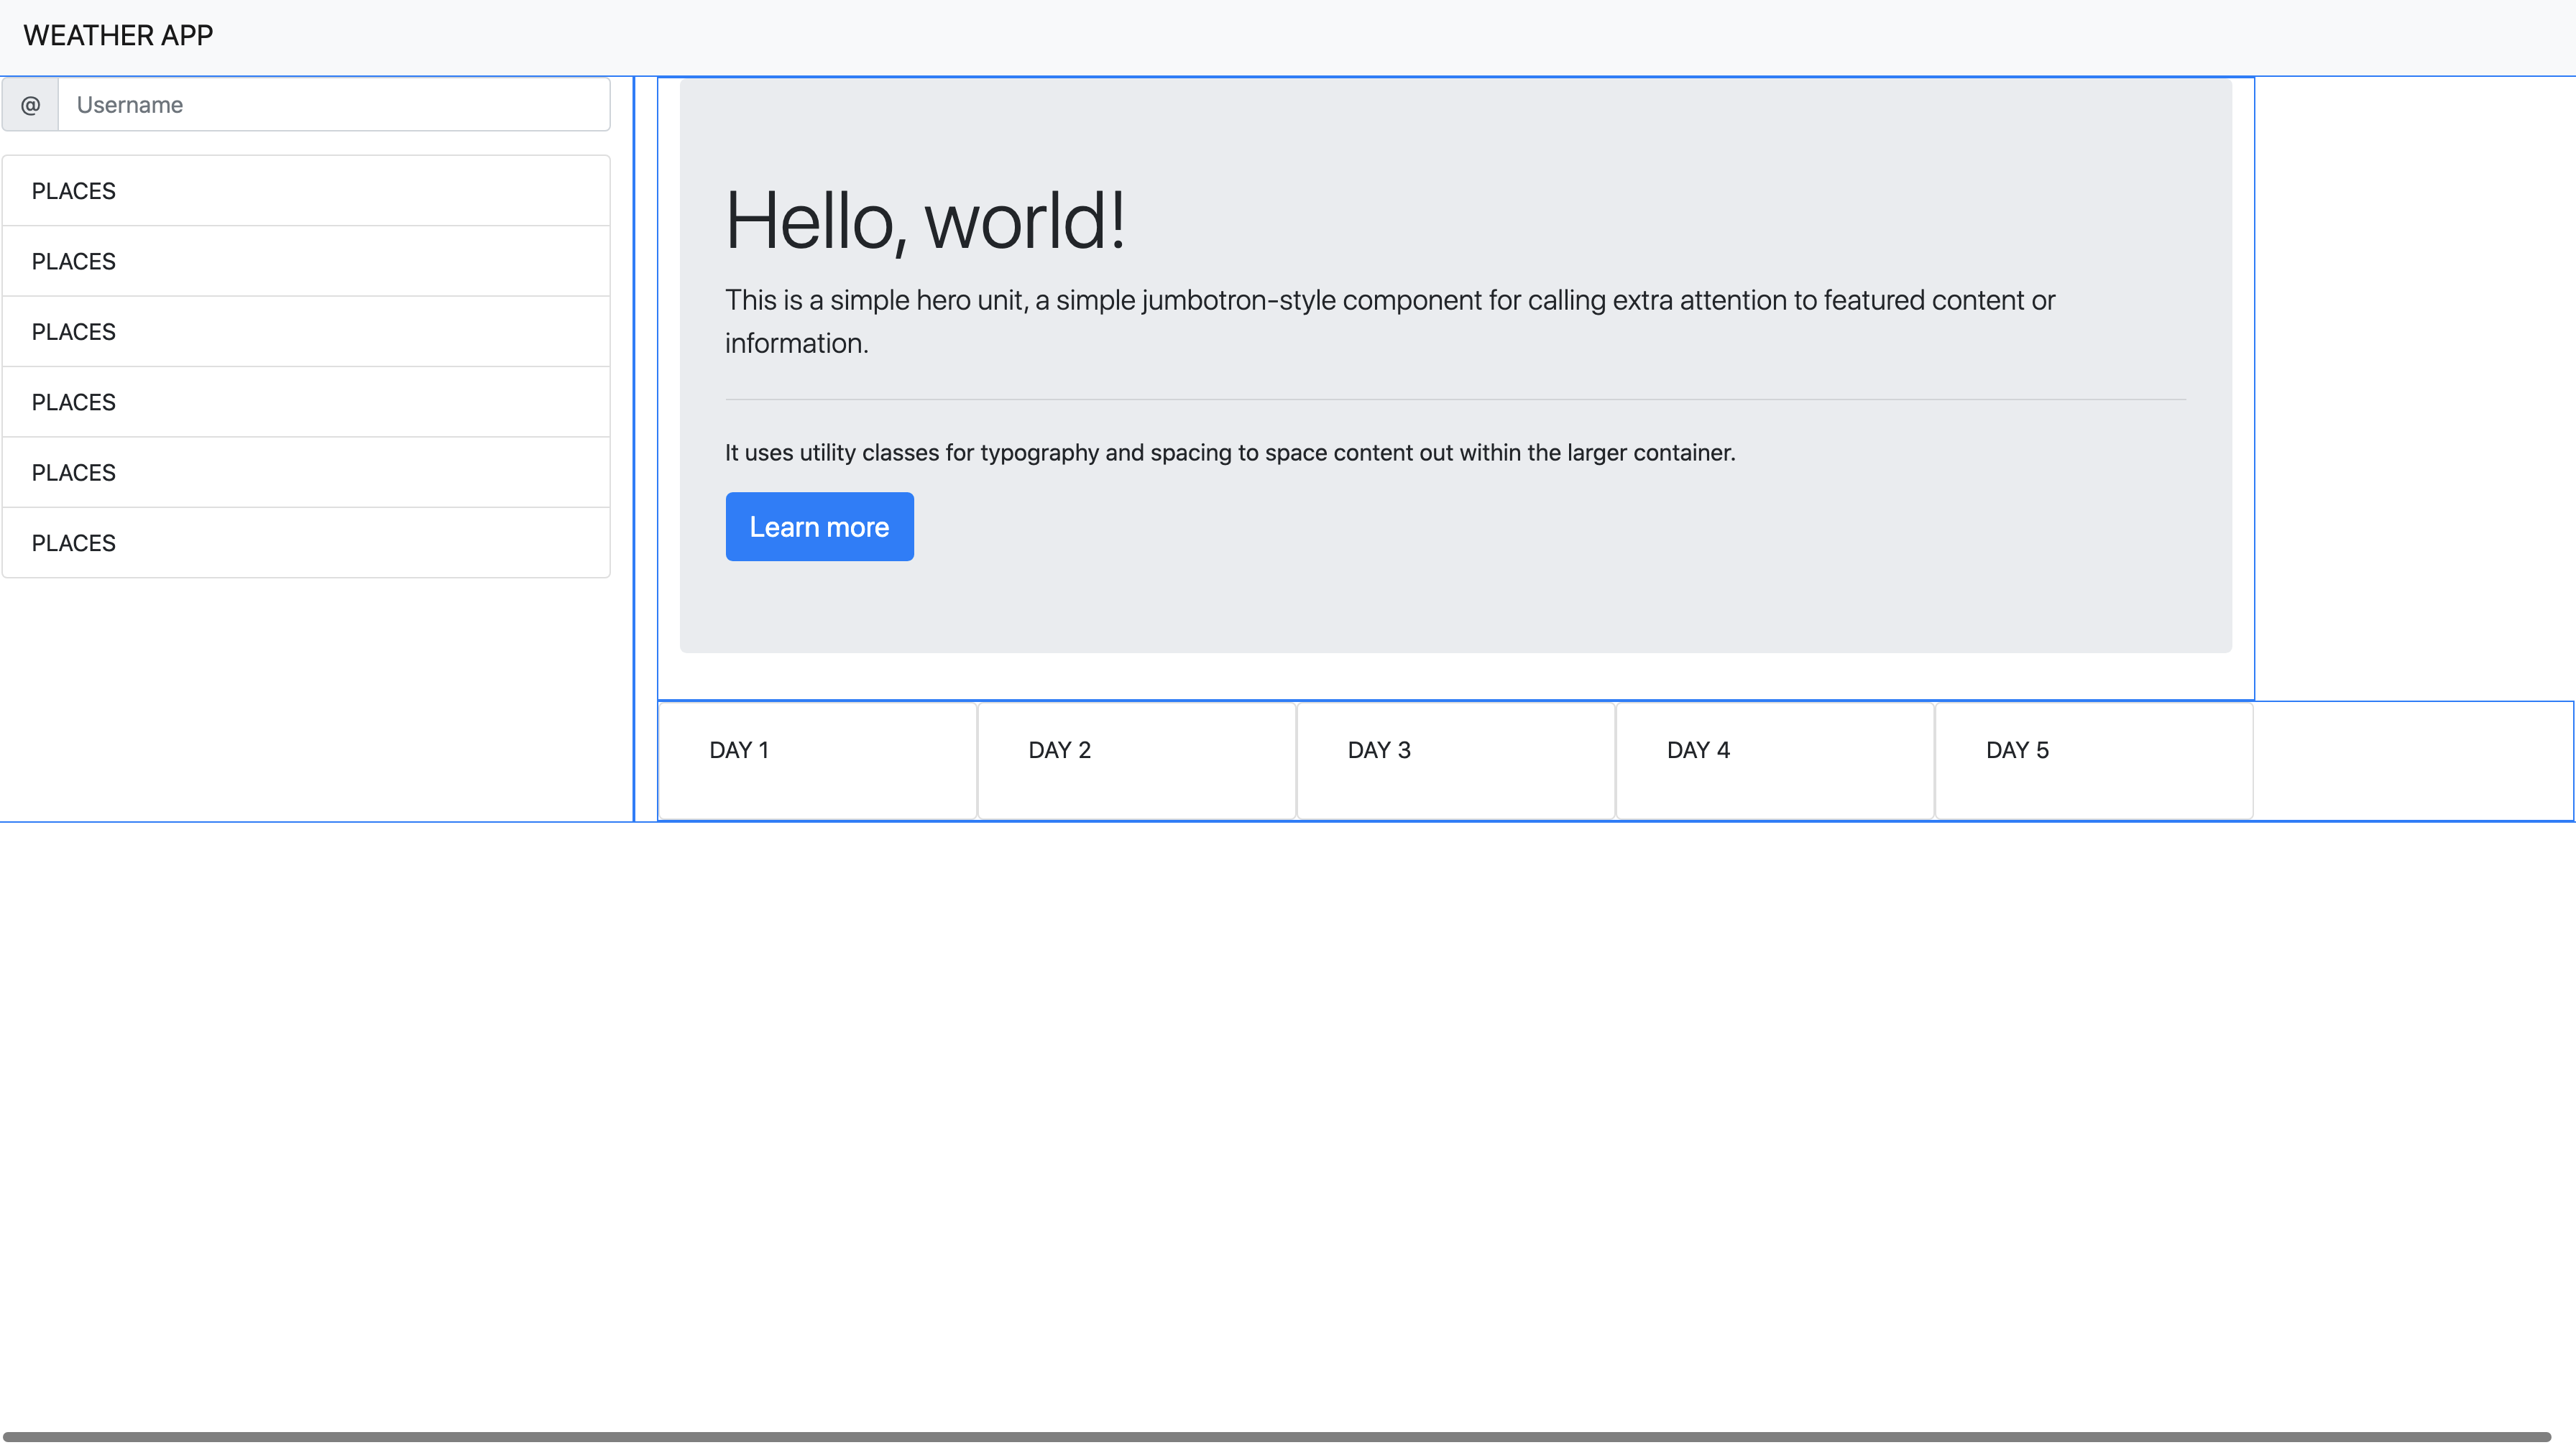 WEATHER APP
@ Username
PLACES
PLACES
PLACES
PLACES
PLACES
PLACES
Hello, world!
This is a simple hero unit, a simple jumbotron-style component for calling extra attention to featured content or
information.
It uses utility classes for typography and spacing to space content out within the larger container.
Learn more
DAY 1
DAY 2
DAY 3
DAY 4
DAY 5